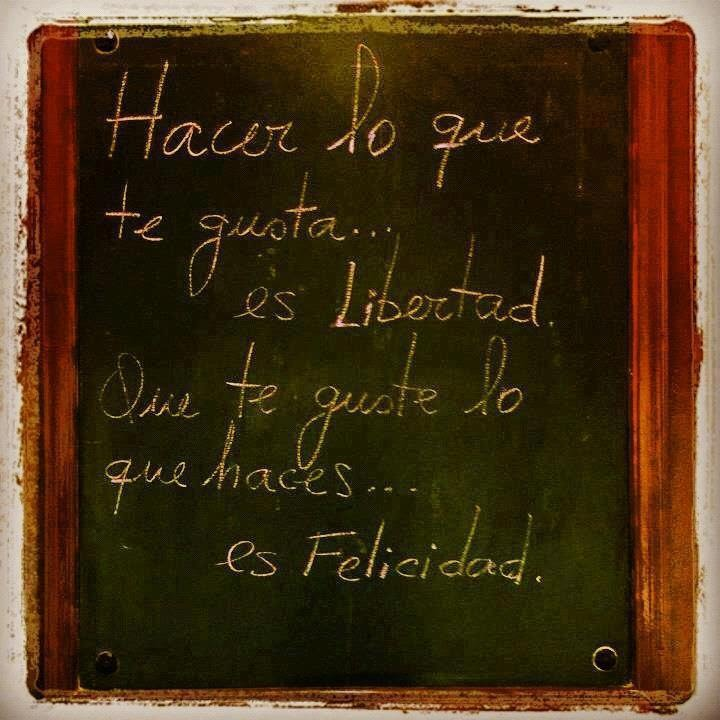 Hacer lo que
te gusta...
es Libertad.
Que te guste lo
que haces....
es Felicidad.